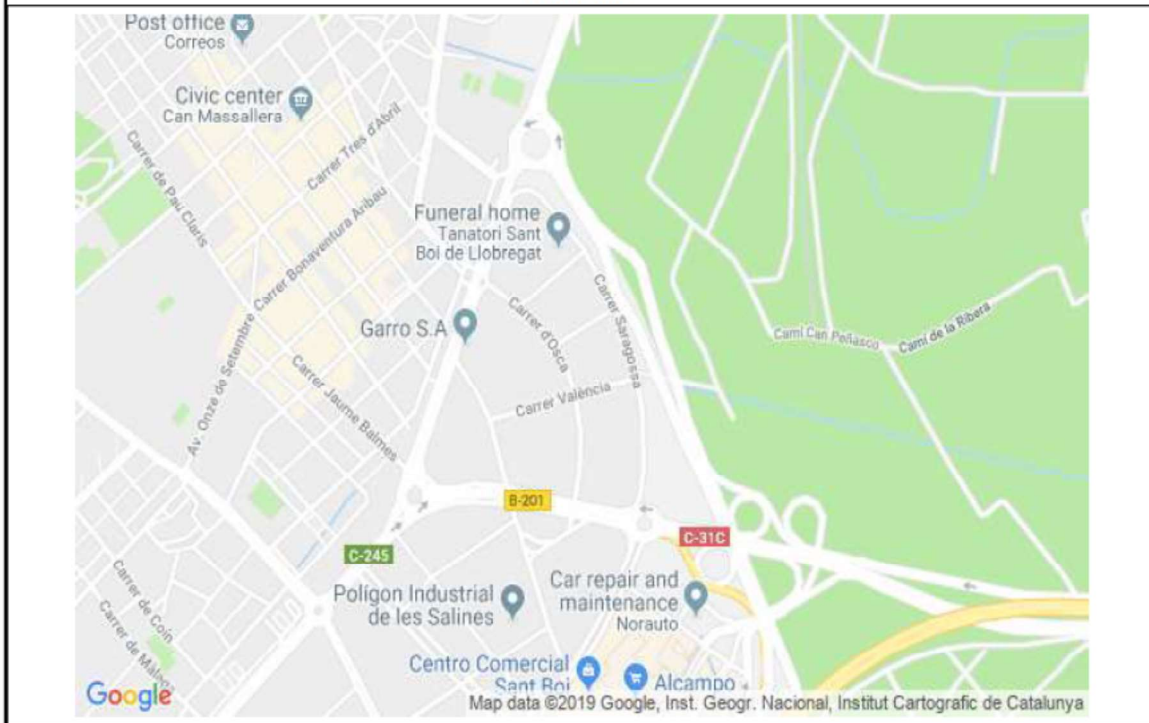 Post office
Correos
Civic center
Can Massallera
Carrer Tres d'Abril
Carrer de Pau Claris
Carrer Bonaventura Aribau
Funeral home
Tanatori Sant
Boi de Llobregat
Carrer Saragossa
Garro S.A
Carrer d'Osca
Camí Can Peñasco
Camí de la Ribera
Av. Onze de Setembre
Carrer Jaume Balmes
Carrer València
B-201
C-31C
C-245
Polígon Industrial
de les Salines
Car repair and
maintenance
Norauto
Carrer de Coín
Carrer de Màlaga
Centro Comercial
Sant Boi
Alcampo
Google
Map data ©2019 Google, Inst. Geogr. Nacional, Institut Cartogràfic de Catalunya